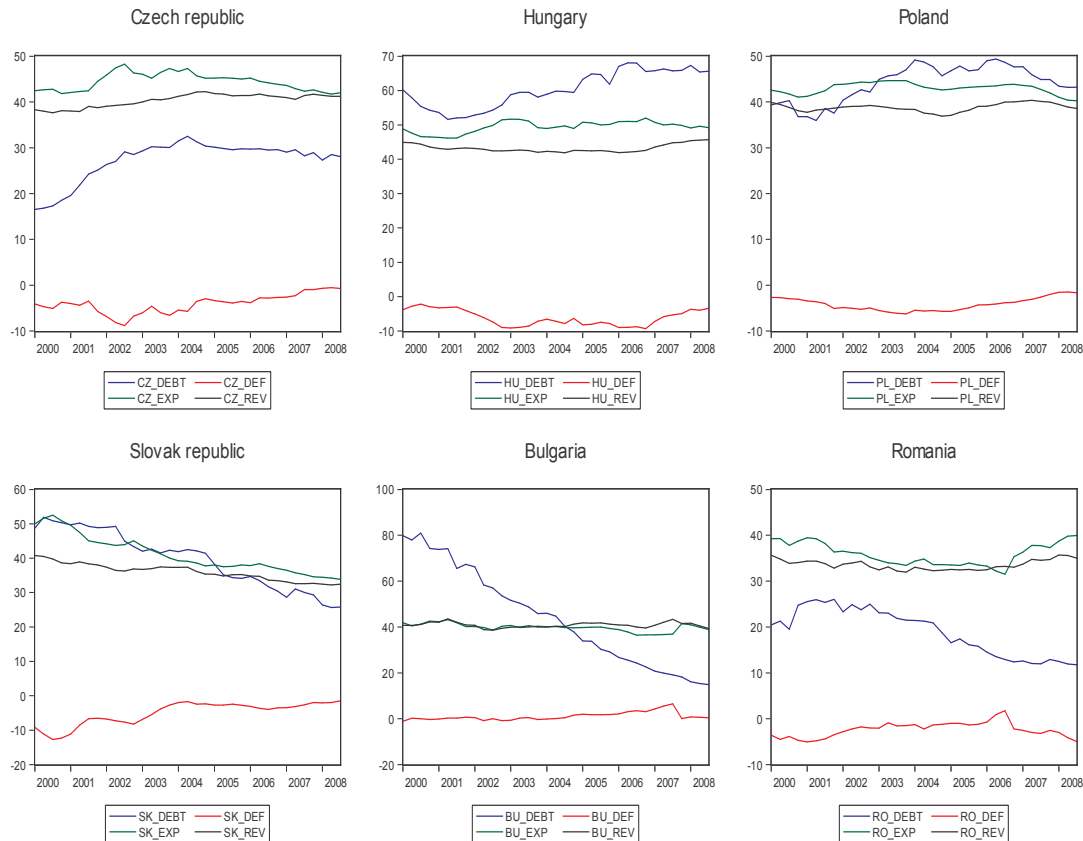 Czech republic
50
40
30
20
10
0
-10
2000 2001 2002 2003 2004 2005 2006 2007 2008
CZ_DEBT CZ_DEF
CZ_EXP CZ_REV
Hungary
70
60
50
40
30
20
10
0
-10
2000 2001 2002 2003 2004 2005 2006 2007 2008
HU_DEBT HU_DEF
HU_EXP HU_REV
Poland
50
40
30
20
10
0
-10
2000 2001 2002 2003 2004 2005 2006 2007 2008
PL_DEBT PL_DEF
PL_EXP PL_REV
Slovak republic
60
50
40
30
20
10
0
-10
-20
2000 2001 2002 2003 2004 2005 2006 2007 2008
SK_DEBT SK_DEF
SK_EXP SK_REV
Bulgaria
100
80
60
40
20
0
-20
2000 2001 2002 2003 2004 2005 2006 2007 2008
BU_DEBT BU_DEF
BU_EXP BU_REV
Romania
50
40
30
20
10
0
-10
2000 2001 2002 2003 2004 2005 2006 2007 2008
RO_DEBT RO_DEF
RO_EXP RO_REV